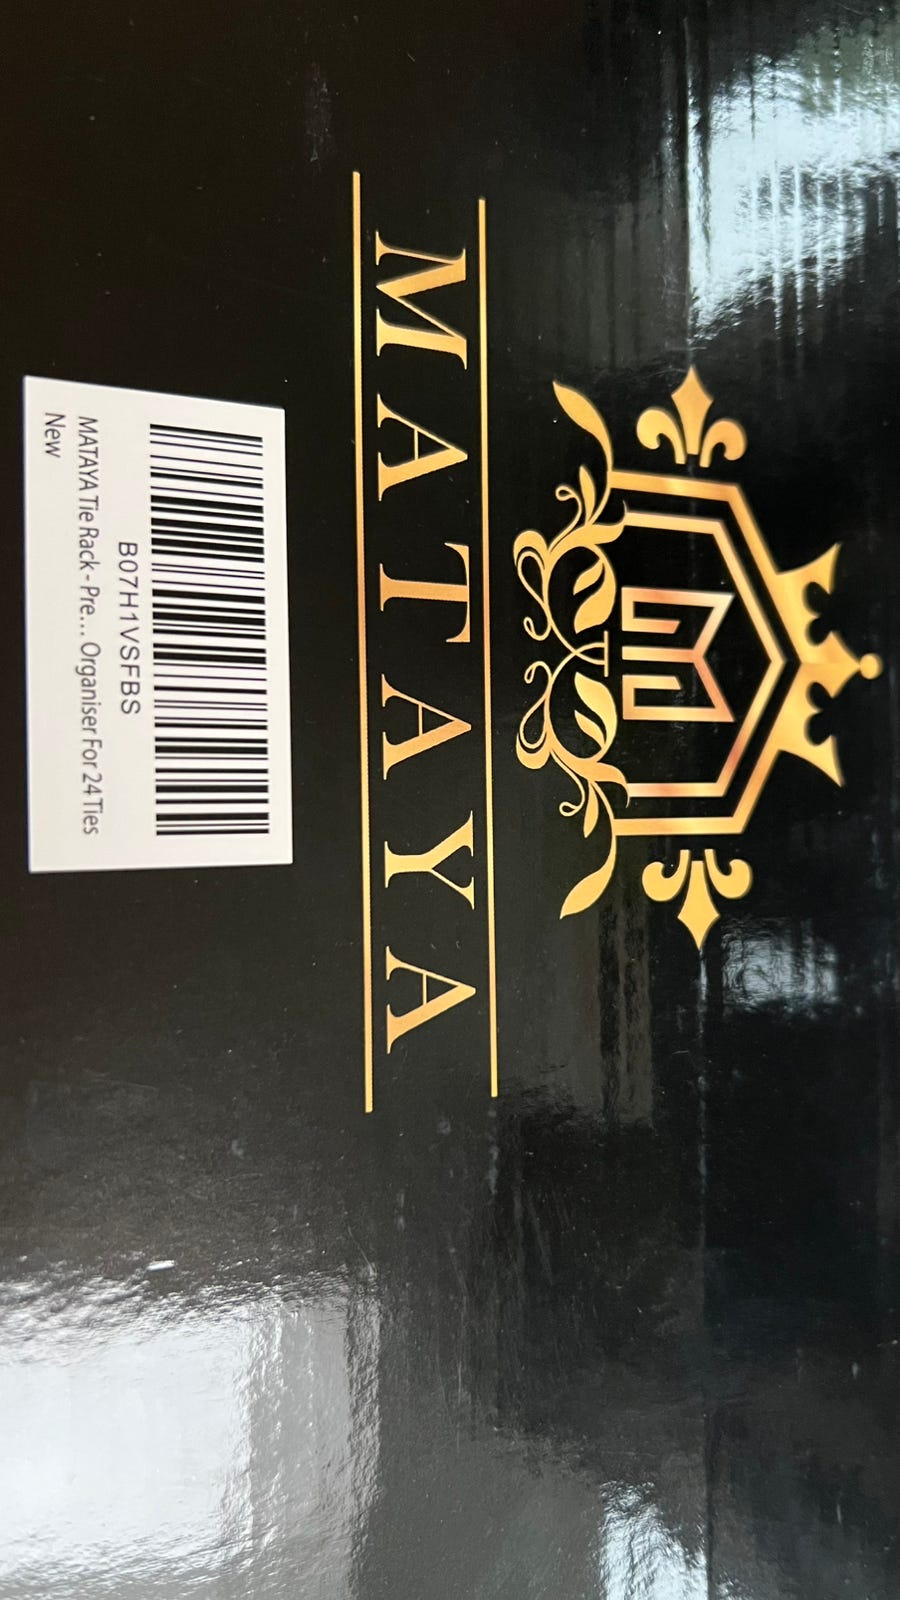 M
MATAYA
B07H1VSFBS
MATAYA Tie Rack - Pre... Organiser For 24 Ties
New